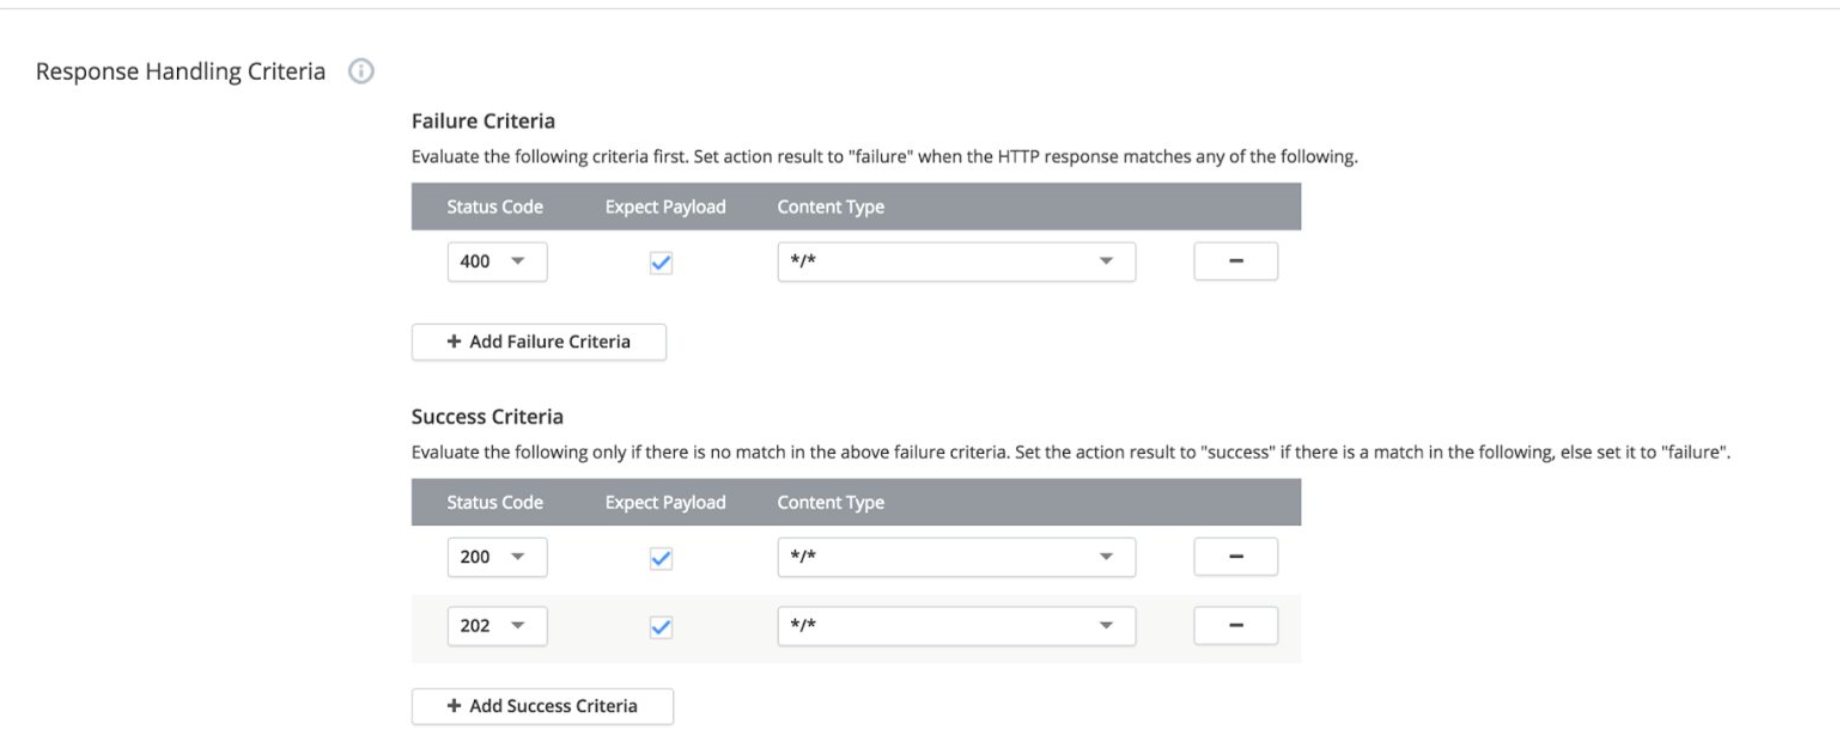 Response Handling Criteria
Failure Criteria
Evaluate the following criteria first. Set action result to "failure" when the HTTP response matches any of the following.
Status Code Expect Payload Content Type
400 */* −
+ Add Failure Criteria
Success Criteria
Evaluate the following only if there is no match in the above failure criteria. Set the action result to "success" if there is a match in the following, else set it to "failure".
Status Code Expect Payload Content Type
200 */* −
202 */* −
+ Add Success Criteria